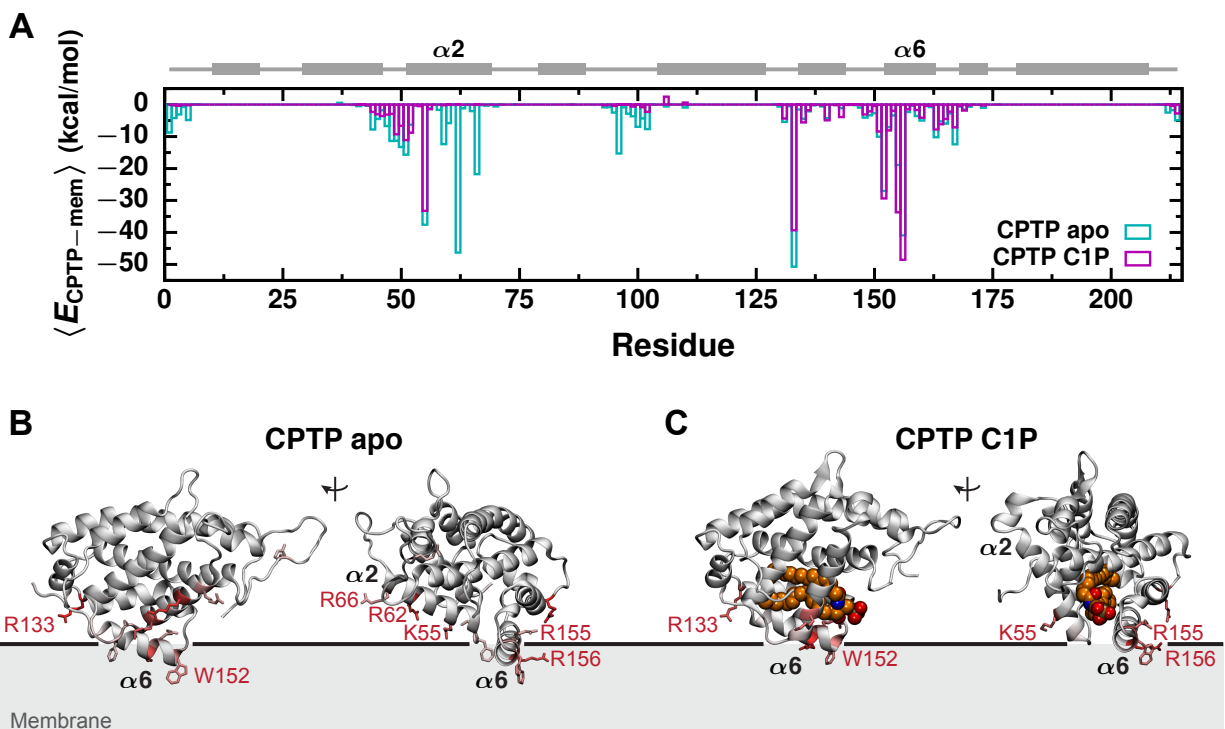 A
α2
α6
⟨E_CPTP−mem⟩ (kcal/mol)
0
−10
−20
−30
−40
−50
CPTP apo
CPTP C1P
0 25 50 75 100 125 150 175 200
Residue
B
CPTP apo
C
CPTP C1P
α2
R66
R62
K55
R133
R155
R156
W152
α6
α6
α2
R133
K55
R155
R156
W152
α6
α6
Membrane